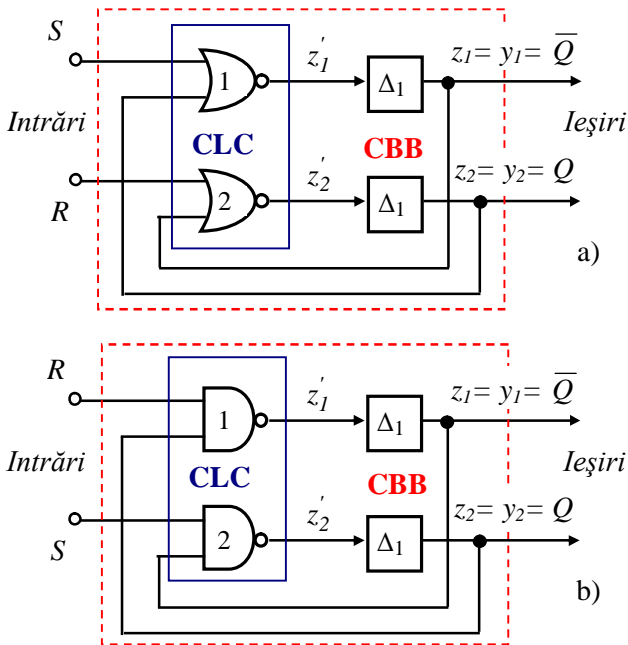 S
z₁' z₁= y₁= Q̅
1 Δ₁
Intrări CLC CBB Ieşiri
z₂' z₂= y₂= Q
R 2 Δ₁
a)
R
z₁' z₁= y₁= Q̅
1 Δ₁
Intrări CLC CBB Ieşiri
z₂' z₂= y₂= Q
S 2 Δ₁
b)